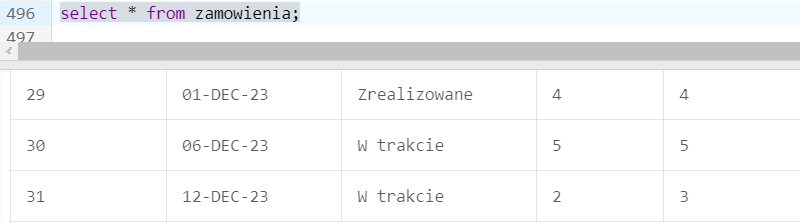 496 select * from zamowienia;
497
29 01-DEC-23 Zrealizowane 4 4
30 06-DEC-23 W trakcie 5 5
31 12-DEC-23 W trakcie 2 3